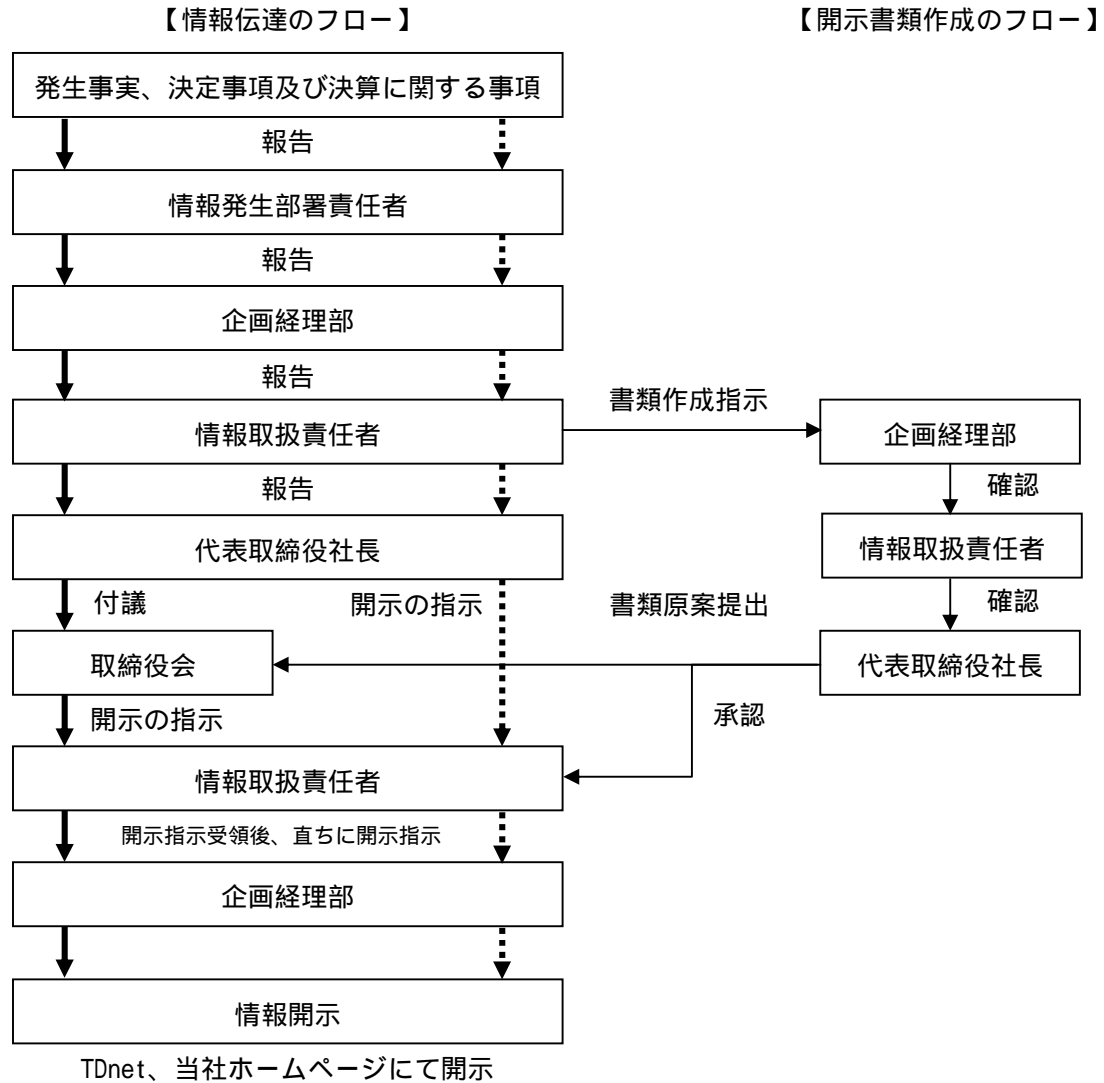 【情報伝達のフロー】
【開示書類作成のフロー】
発生事実、決定事項及び決算に関する事項
報告
情報発生部署責任者
報告
企画経理部
報告
書類作成指示
情報取扱責任者
企画経理部
報告
確認
代表取締役社長
情報取扱責任者
付議
開示の指示
書類原案提出
確認
取締役会
代表取締役社長
開示の指示
承認
情報取扱責任者
開示指示受領後、直ちに開示指示
企画経理部
情報開示
TDnet、当社ホームページにて開示